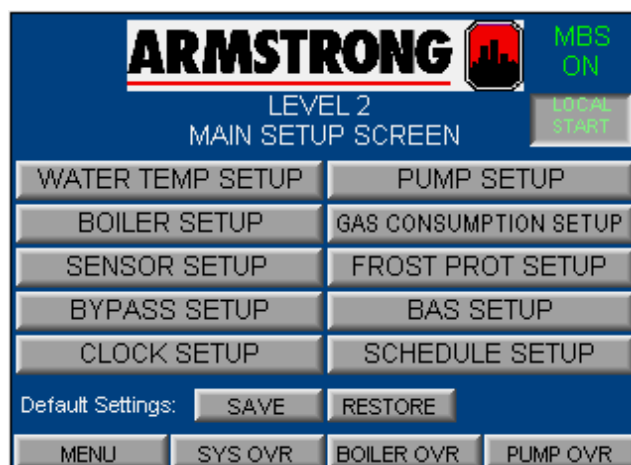 ARMSTRONG
MBS
ON
LEVEL 2
MAIN SETUP SCREEN
LOCAL
START
WATER TEMP SETUP
PUMP SETUP
BOILER SETUP
GAS CONSUMPTION SETUP
SENSOR SETUP
FROST PROT SETUP
BYPASS SETUP
BAS SETUP
CLOCK SETUP
SCHEDULE SETUP
Default Settings: SAVE RESTORE
MENU SYS OVR BOILER OVR PUMP OVR